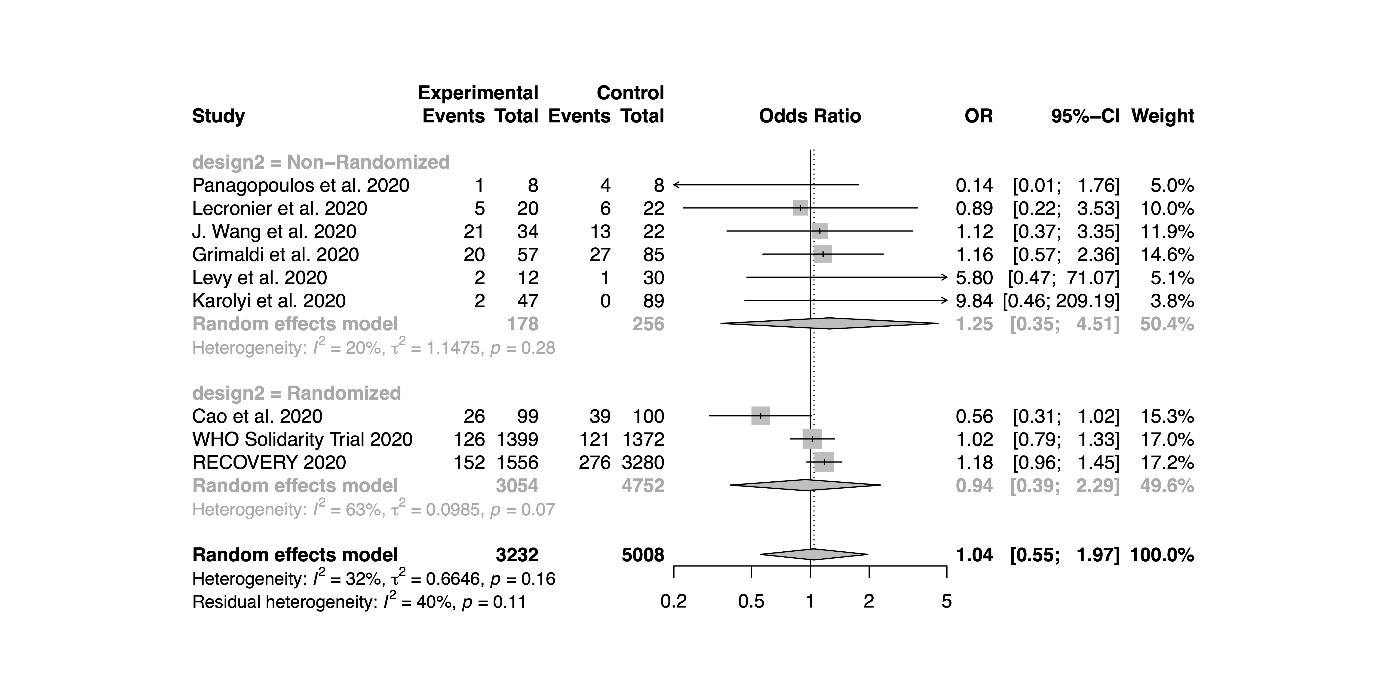 Experimental Control
Study Events Total Events Total Odds Ratio OR 95%−CI Weight
design2 = Non−Randomized
Panagopoulos et al. 2020 1 8 4 8 0.14 [0.01; 1.76] 5.0%
Lecronier et al. 2020 5 20 6 22 0.89 [0.22; 3.53] 10.0%
J. Wang et al. 2020 21 34 13 22 1.12 [0.37; 3.35] 11.9%
Grimaldi et al. 2020 20 57 27 85 1.16 [0.57; 2.36] 14.6%
Levy et al. 2020 2 12 1 30 5.80 [0.47; 71.07] 5.1%
Karolyi et al. 2020 2 47 0 89 9.84 [0.46; 209.19] 3.8%
Random effects model 178 256 1.25 [0.35; 4.51] 50.4%
Heterogeneity: I² = 20%, τ² = 1.1475, p = 0.28
design2 = Randomized
Cao et al. 2020 26 99 39 100 0.56 [0.31; 1.02] 15.3%
WHO Solidarity Trial 2020 126 1399 121 1372 1.02 [0.79; 1.33] 17.0%
RECOVERY 2020 152 1556 276 3280 1.18 [0.96; 1.45] 17.2%
Random effects model 3054 4752 0.94 [0.39; 2.29] 49.6%
Heterogeneity: I² = 63%, τ² = 0.0985, p = 0.07
Random effects model 3232 5008 1.04 [0.55; 1.97] 100.0%
Heterogeneity: I² = 32%, τ² = 0.6646, p = 0.16
Residual heterogeneity: I² = 40%, p = 0.11 0.2 0.5 1 2 5